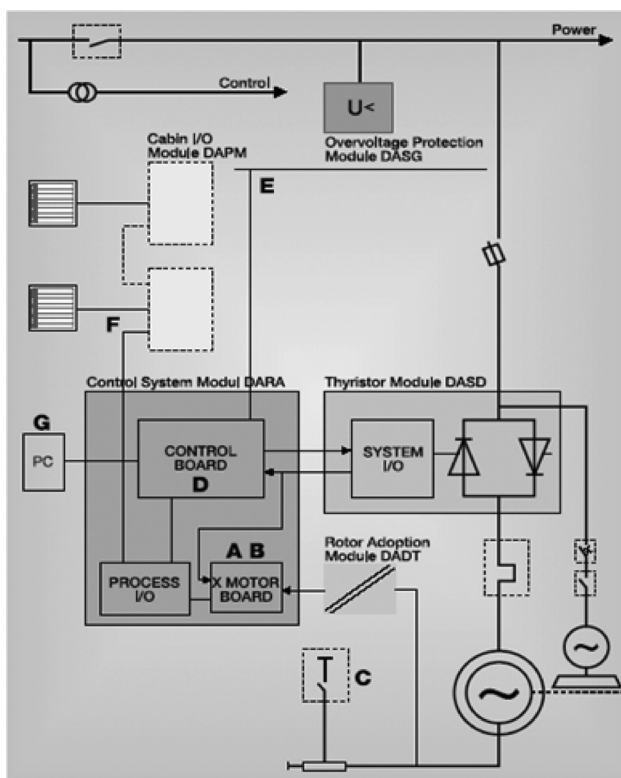 Power
Control
U<
Overvoltage Protection
Module DASG
Cabin I/O
Module DAPM
E
F
Control System Modul DARA
Thyristor Module DASD
G
PC
CONTROL
BOARD
D
SYSTEM
I/O
A B
Rotor Adoption
Module DADT
PROCESS
I/O
X MOTOR
BOARD
C